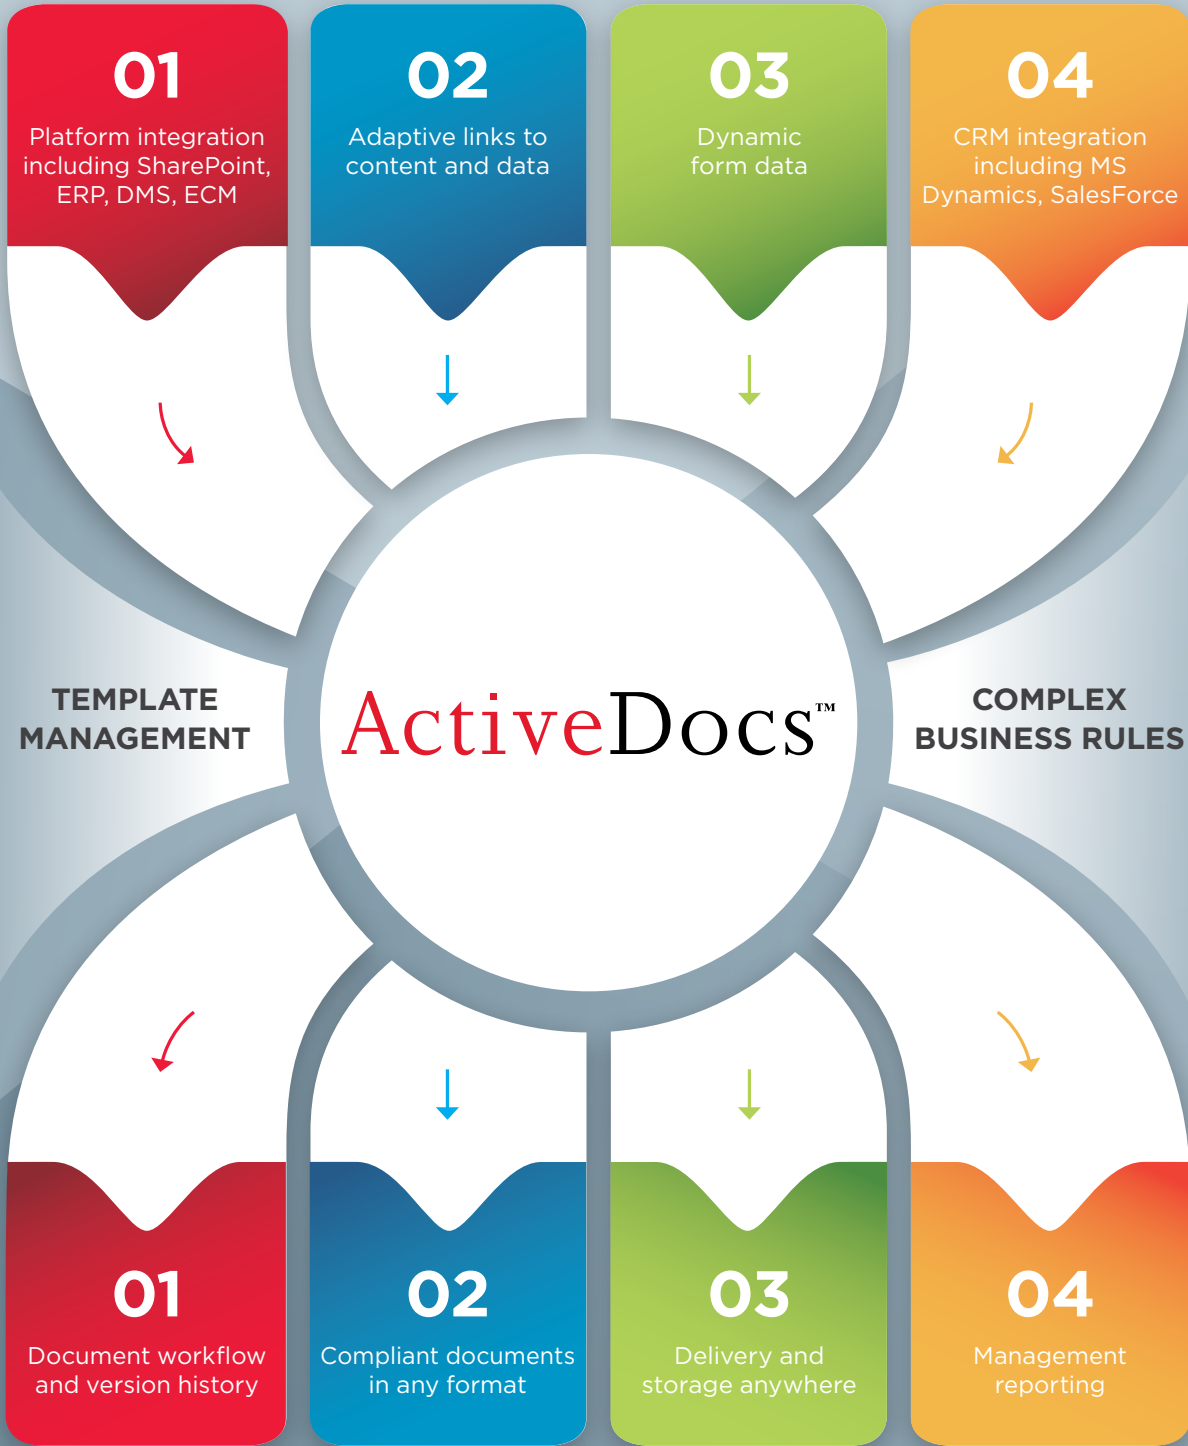 01
Platform integration
including SharePoint,
ERP, DMS, ECM
02
Adaptive links to
content and data
03
Dynamic
form data
04
CRM integration
including MS
Dynamics, SalesForce
TEMPLATE
MANAGEMENT
ActiveDocs™
COMPLEX
BUSINESS RULES
01
Document workflow
and version history
02
Compliant documents
in any format
03
Delivery and
storage anywhere
04
Management
reporting